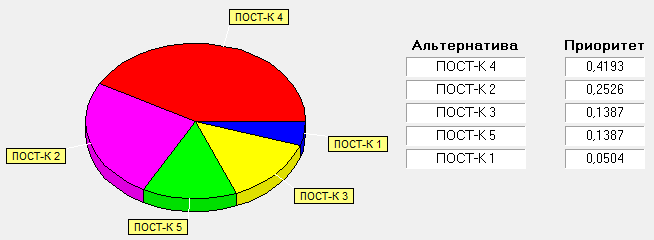 ПОСТ-К 4
ПОСТ-К 2
ПОСТ-К 5
ПОСТ-К 3
ПОСТ-К 1
Альтернатива Приоритет
ПОСТ-К 4 0,4193
ПОСТ-К 2 0,2526
ПОСТ-К 3 0,1387
ПОСТ-К 5 0,1387
ПОСТ-К 1 0,0504